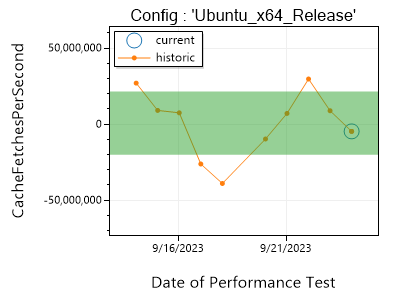 Config : 'Ubuntu_x64_Release'
CacheFetchesPerSecond
50,000,000
0
-50,000,000
current
historic
9/16/2023
9/21/2023
Date of Performance Test